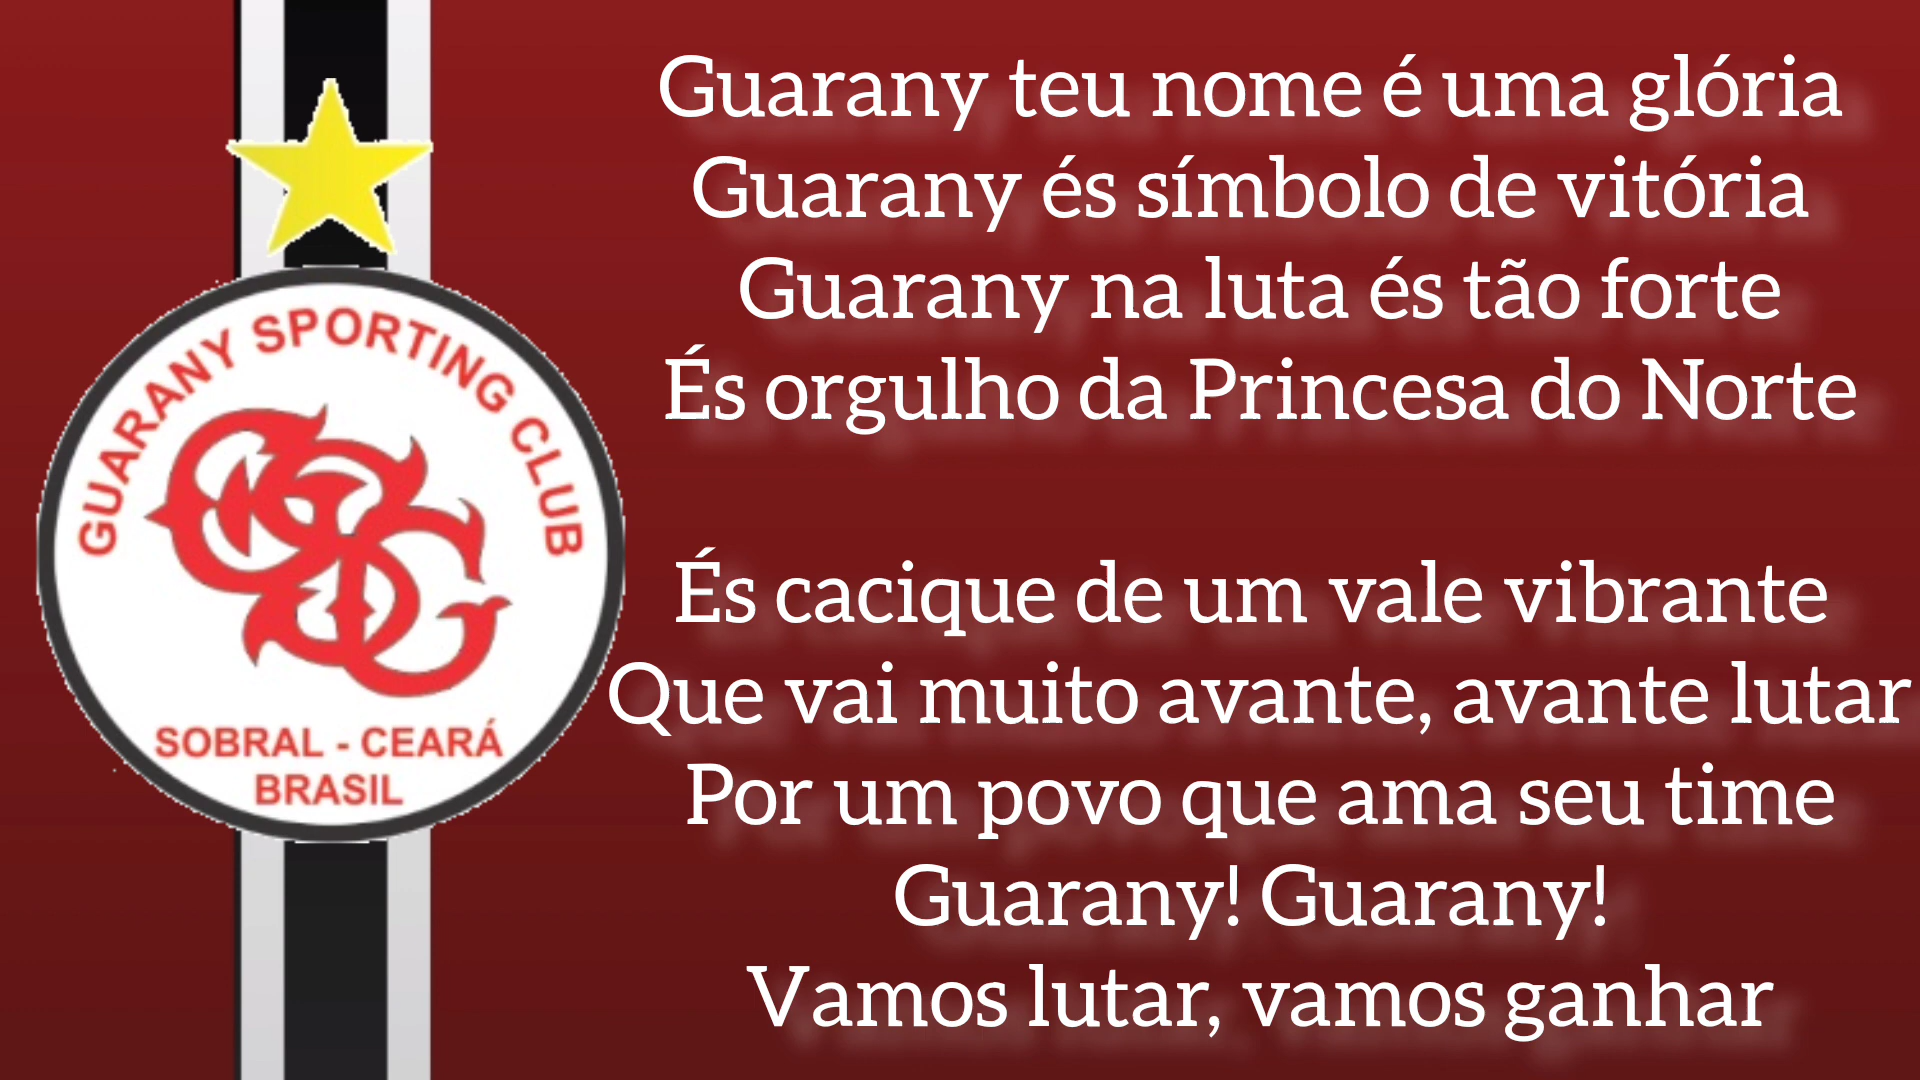 GUARANY SPORTING CLUB
SOBRAL - CEARÁ
BRASIL
Guarany teu nome é uma glória
Guarany és símbolo de vitória
Guarany na luta és tão forte
És orgulho da Princesa do Norte
És cacique de um vale vibrante
Que vai muito avante, avante lutar
Por um povo que ama seu time
Guarany! Guarany!
Vamos lutar, vamos ganhar